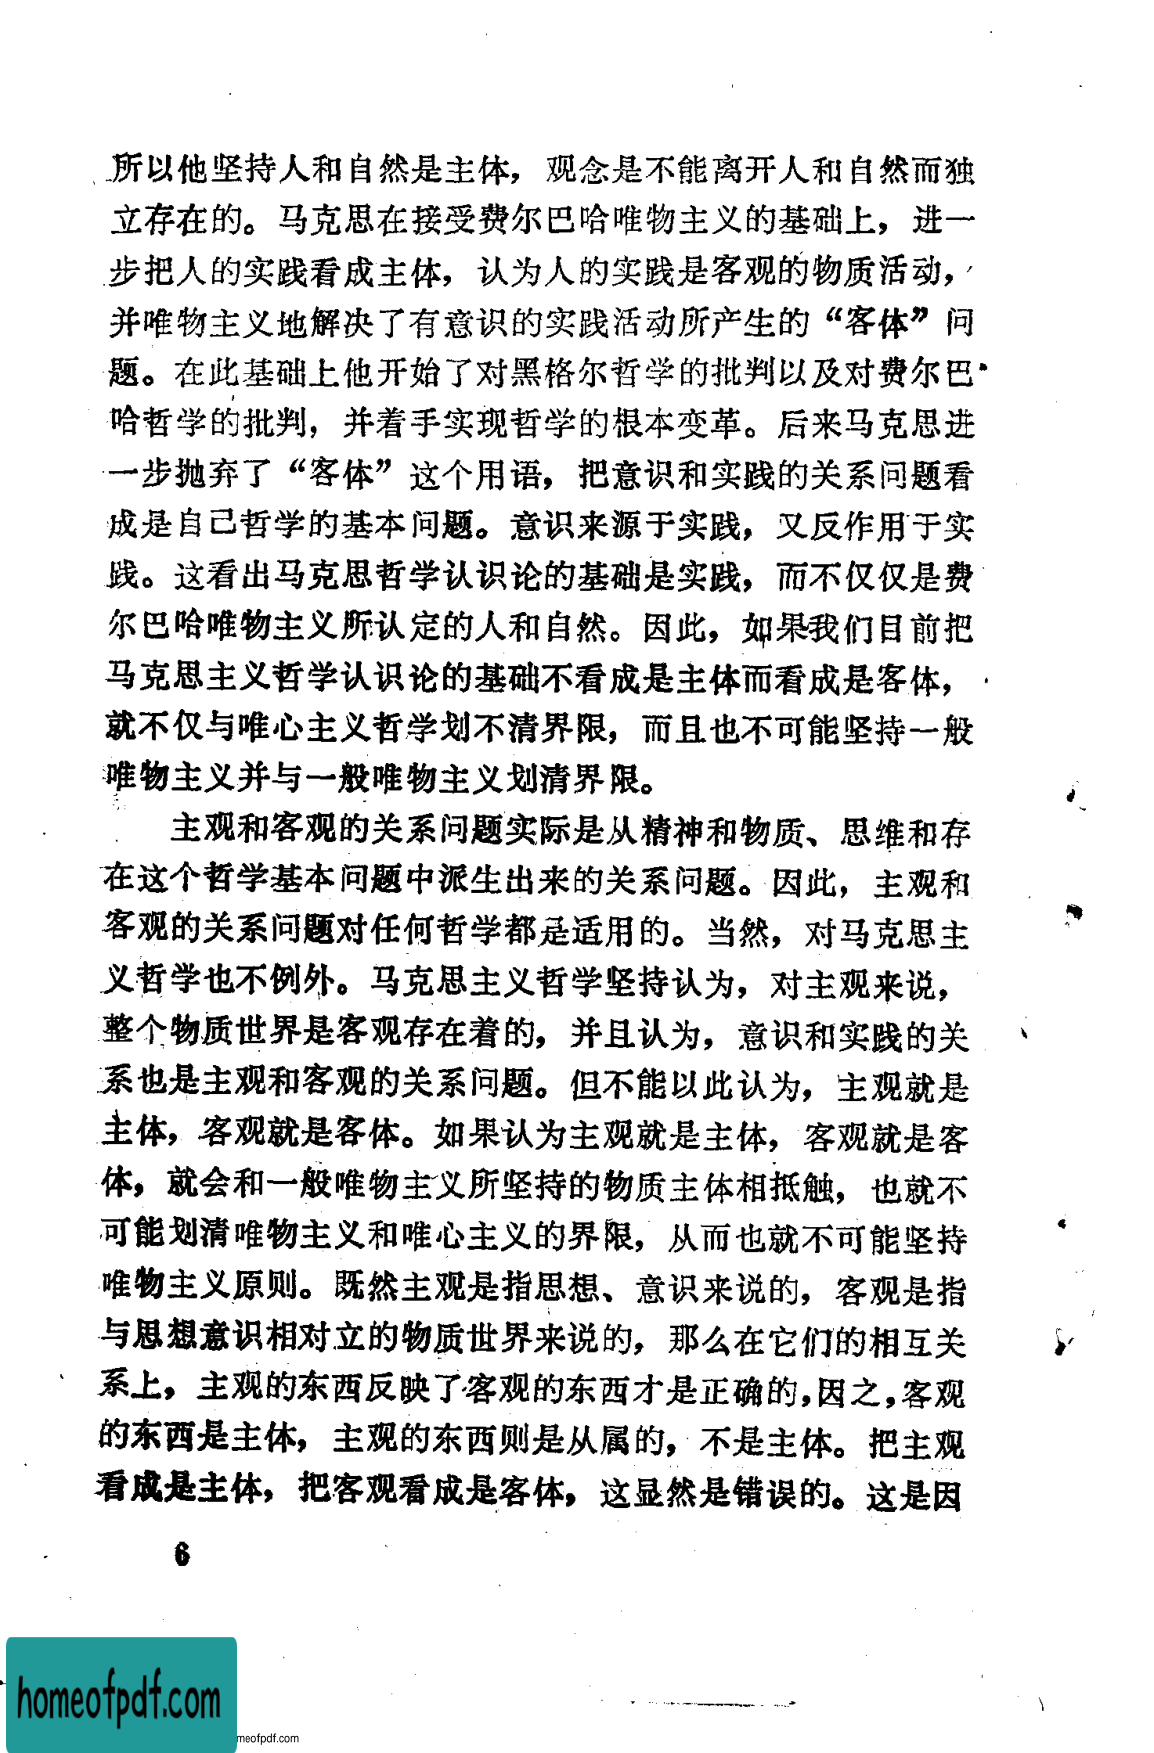 所以他坚持人和自然是主体，观念是不能离开人和自然而独
立存在的。马克思在接受费尔巴哈唯物主义的基础上，进一
步把人的实践看成主体，认为人的实践是客观的物质活动，
并唯物主义地解决了有意识的实践活动所产生的“客体”问
题。在此基础上他开始了对黑格尔哲学的批判以及对费尔巴
哈哲学的批判，并着手实现哲学的根本变革。后来马克思进
一步抛弃了“客体”这个用语，把意识和实践的关系问题看
成是自己哲学的基本问题。意识来源于实践，又反作用于实
践。这看出马克思哲学认识论的基础是实践，而不仅仅是费
尔巴哈唯物主义所认定的人和自然。因此，如果我们目前把
马克思主义哲学认识论的基础不看成是主体而看成是客体，
就不仅与唯心主义哲学划不清界限，而且也不可能坚持一般
唯物主义并与一般唯物主义划清界限。
主观和客观的关系问题实际是从精神和物质、思维和存
在这个哲学基本问题中派生出来的关系问题。因此，主观和
客观的关系问题对任何哲学都是适用的。当然，对马克思主
义哲学也不例外。马克思主义哲学坚持认为，对主观来说，
整个物质世界是客观存在着的，并且认为，意识和实践的关
系也是主观和客观的关系问题。但不能以此认为，主观就是
主体，客观就是客体。如果认为主观就是主体，客观就是客
体，就会和一般唯物主义所坚持的物质主体相抵触，也就不
可能划清唯物主义和唯心主义的界限，从而也就不可能坚持
唯物主义原则。既然主观是指思想、意识来说的，客观是指
与思想意识相对立的物质世界来说的，那么在它们的相互关
系上，主观的东西反映了客观的东西才是正确的，因之，客观
的东西是主体，主观的东西则是从属的，不是主体。把主观
看成是主体，把客观看成是客体，这显然是错误的。这是因
6
homeofpdf.com
meofpdf.com